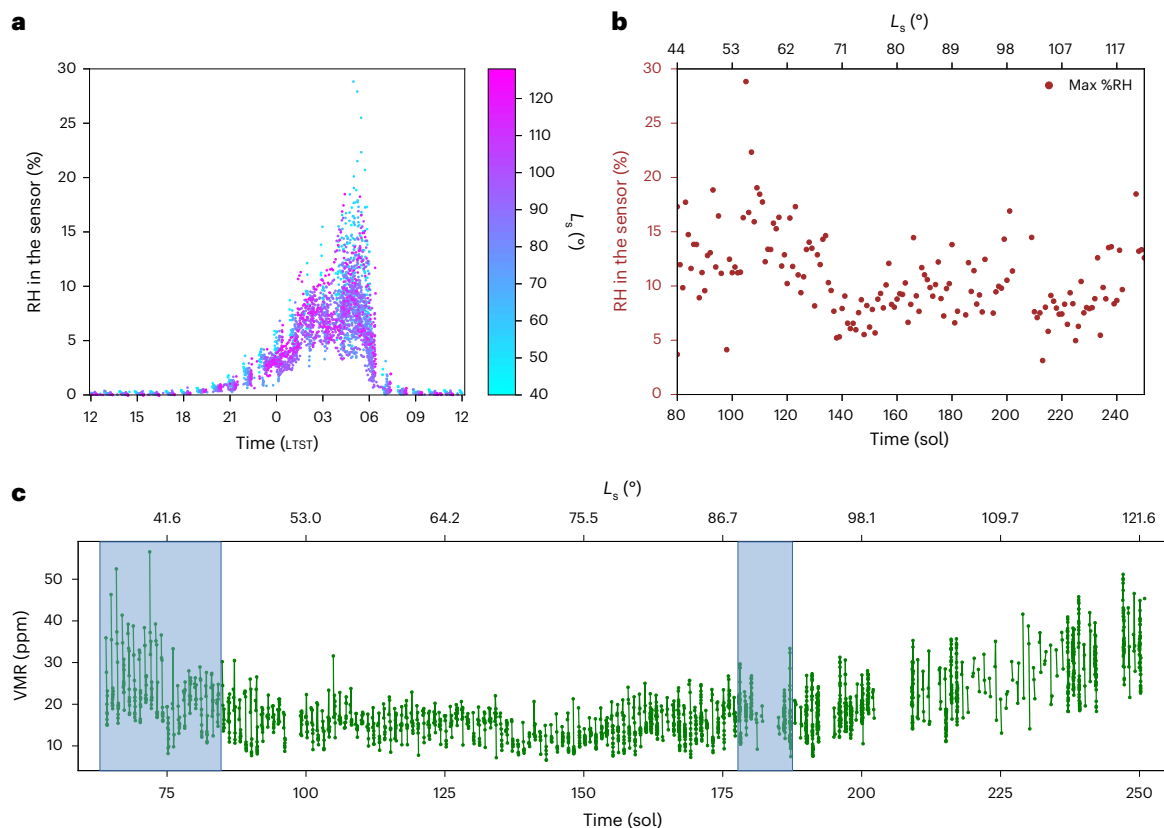 a
30
25
20
15
10
5
0
RH in the sensor (%)
12 15 18 21 0 03 06 09 12
Time (LTST)
120
110
100
90
80
70
60
50
40
Ls (°)
b
Ls (°)
44 53 62 71 80 89 98 107 117
30
25
20
15
10
5
0
RH in the sensor (%)
Max %RH
80 100 120 140 160 180 200 220 240
Time (sol)
c
Ls (°)
41.6 53.0 64.2 75.5 86.7 98.1 109.7 121.6
50
40
30
20
10
VMR (ppm)
75 100 125 150 175 200 225 250
Time (sol)